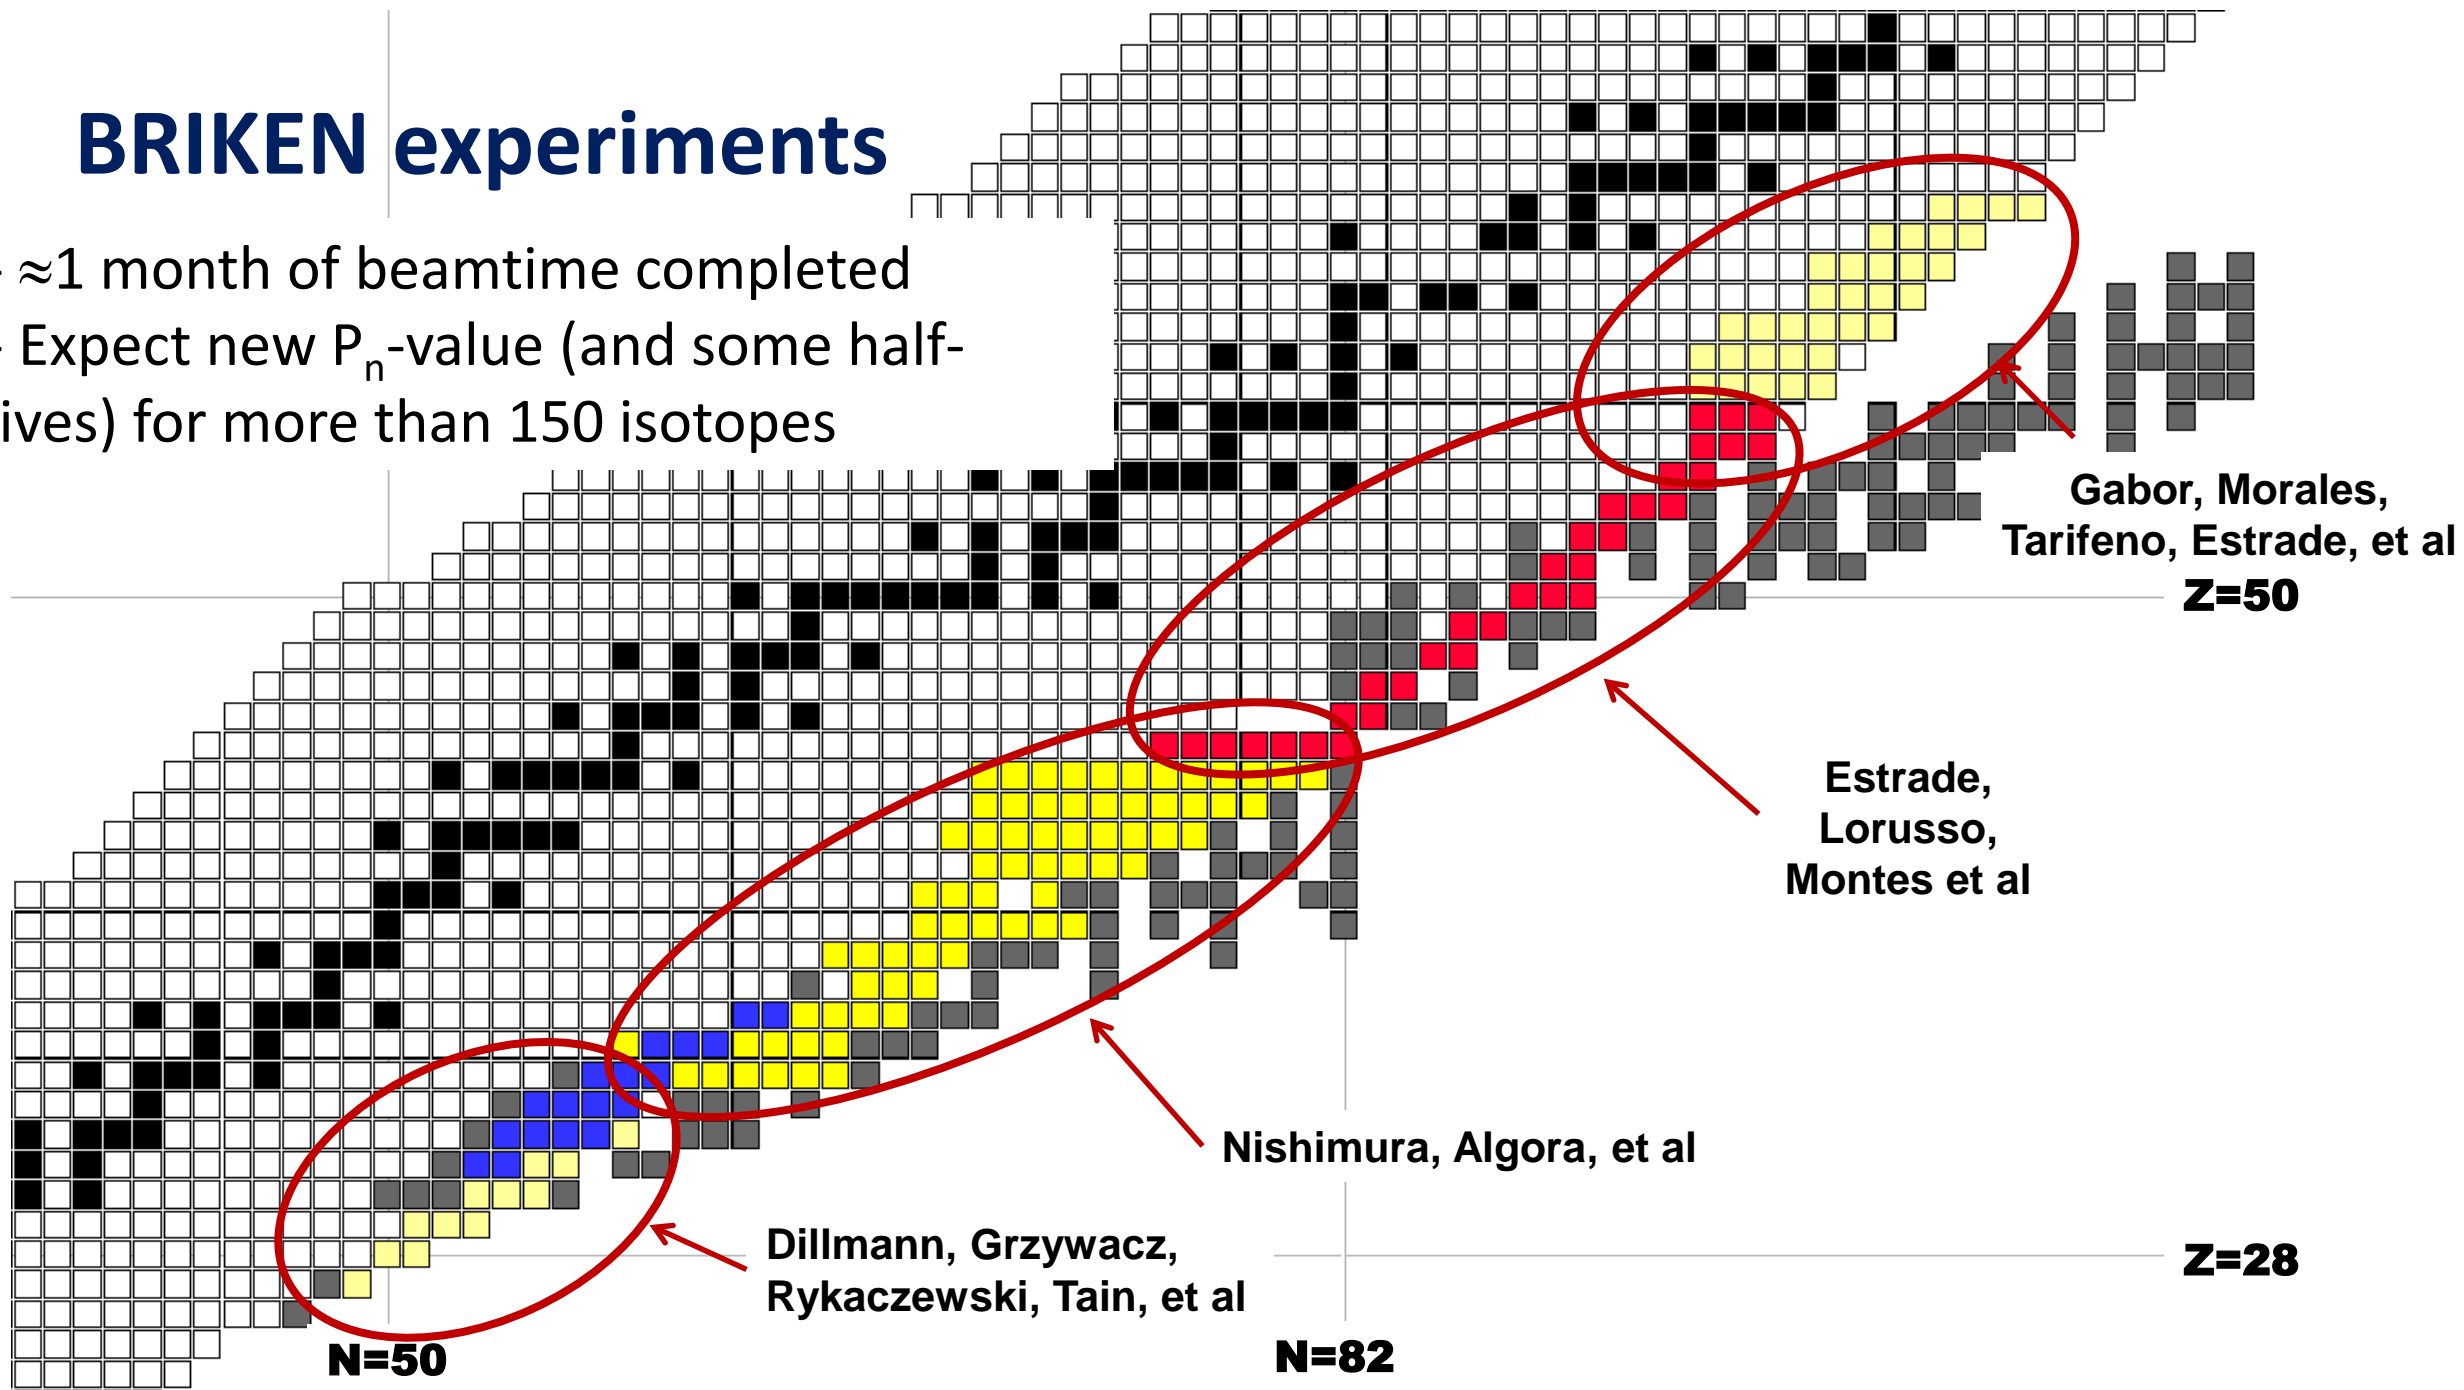 BRIKEN experiments
- ≈1 month of beamtime completed
- Expect new Pn-value (and some half-
ives) for more than 150 isotopes
Gabor, Morales,
Tarifeno, Estrade, et al
Z=50
Estrade,
Lorusso,
Montes et al
Nishimura, Algora, et al
Dillmann, Grzywacz,
Rykaczewski, Tain, et al
Z=28
N=50
N=82